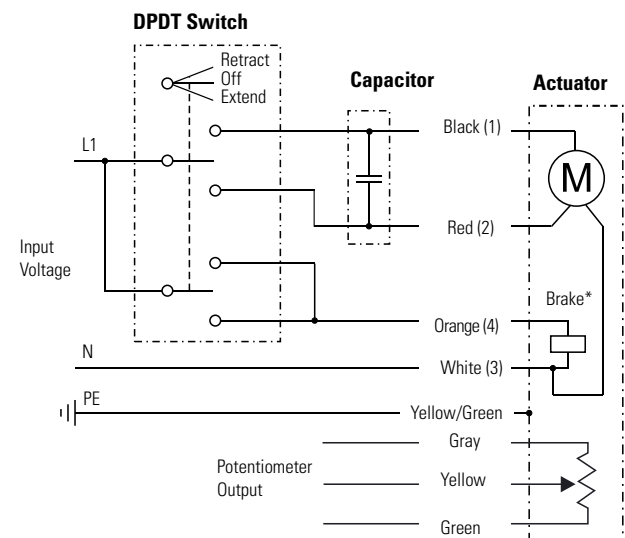 DPDT Switch
Retract
Off
Extend
Capacitor
Actuator
L1
Black (1)
M
Red (2)
Input
Voltage
Brake*
Orange (4)
N
White (3)
PE
Yellow/Green
Gray
Potentiometer
Output
Yellow
Green